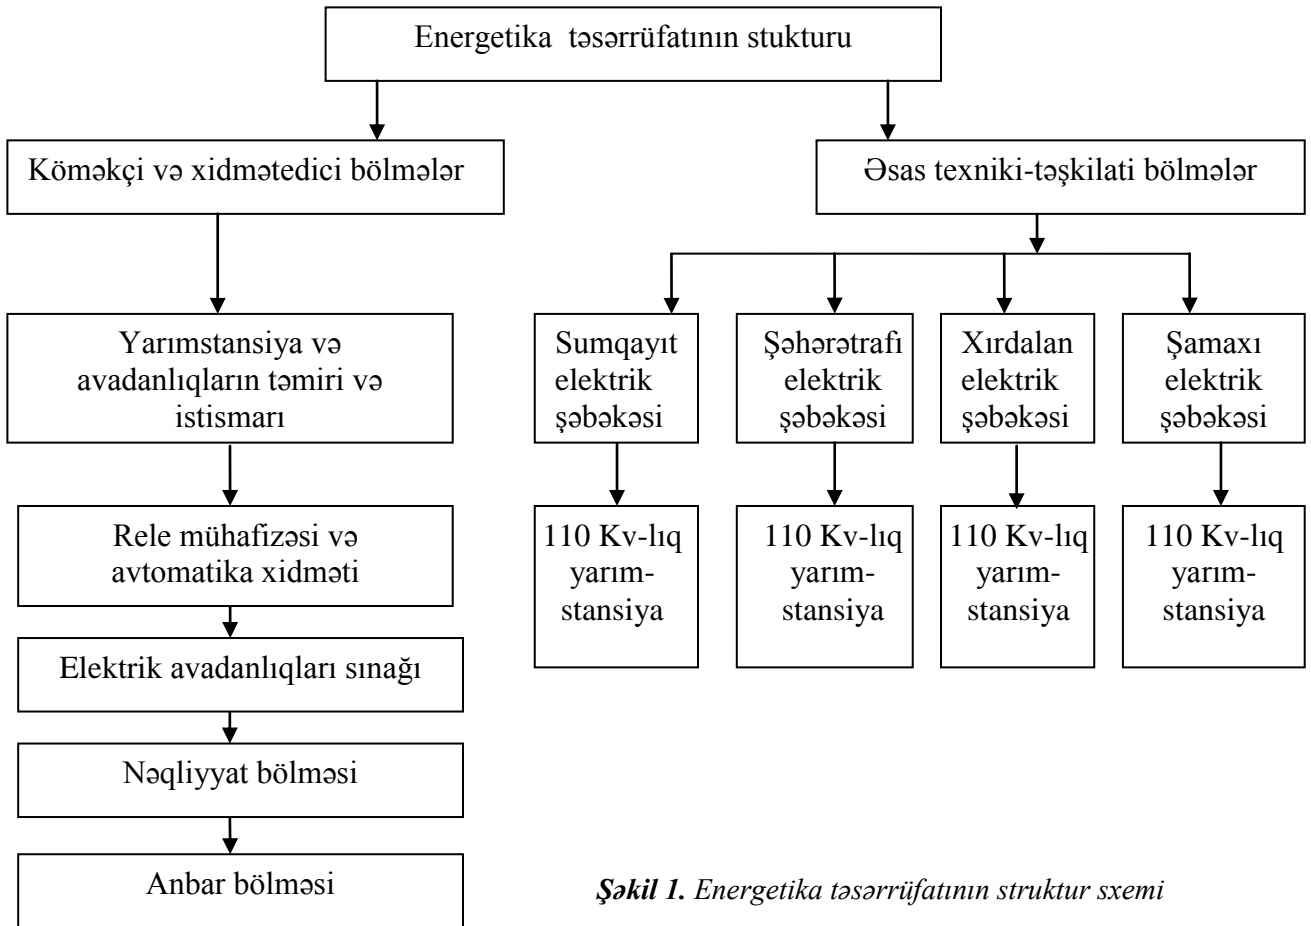 Energetika təsərrüfatının stukturu
Köməkçi və xidmətedici bölmələr
Əsas texniki-təşkilati bölmələr
Yarımstansiya və
avadanlıqların təmiri və
istismarı
Sumqayıt
elektrik
şəbəkəsi
Şəhərətrafı
elektrik
şəbəkəsi
Xırdalan
elektrik
şəbəkəsi
Şamaxı
elektrik
şəbəkəsi
Rele mühafizəsi və
avtomatika xidməti
110 Kv-lıq
yarım-
stansiya
110 Kv-lıq
yarım-
stansiya
110 Kv-lıq
yarım-
stansiya
110 Kv-lıq
yarım-
stansiya
Elektrik avadanlıqları sınağı
Nəqliyyat bölməsi
Anbar bölməsi
Şəkil 1. Energetika təsərrüfatının struktur sxemi